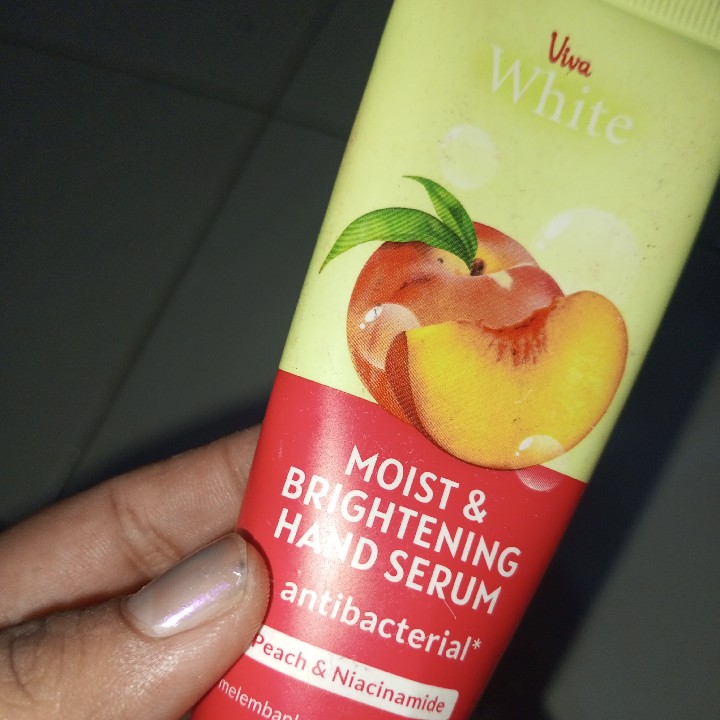 Viva
White
MOIST &
BRIGHTENING
HAND SERUM
antibacterial*
Peach & Niacinamide